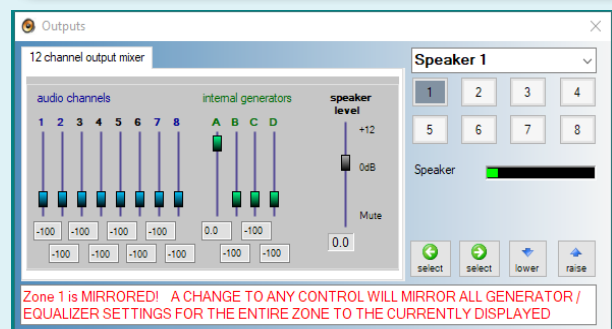 Outputs
12 channel output mixer
audio channels
internal generators
speaker level
1 2 3 4 5 6 7 8
A B C D
+12
0dB
Mute
-100 -100 -100 -100
0.0 -100
-100 -100 -100 -100
-100 -100
0.0
Speaker 1
1 2 3 4
5 6 7 8
Speaker
select select lower raise
Zone 1 is MIRRORED! A CHANGE TO ANY CONTROL WILL MIRROR ALL GENERATOR /
EQUALIZER SETTINGS FOR THE ENTIRE ZONE TO THE CURRENTLY DISPLAYED